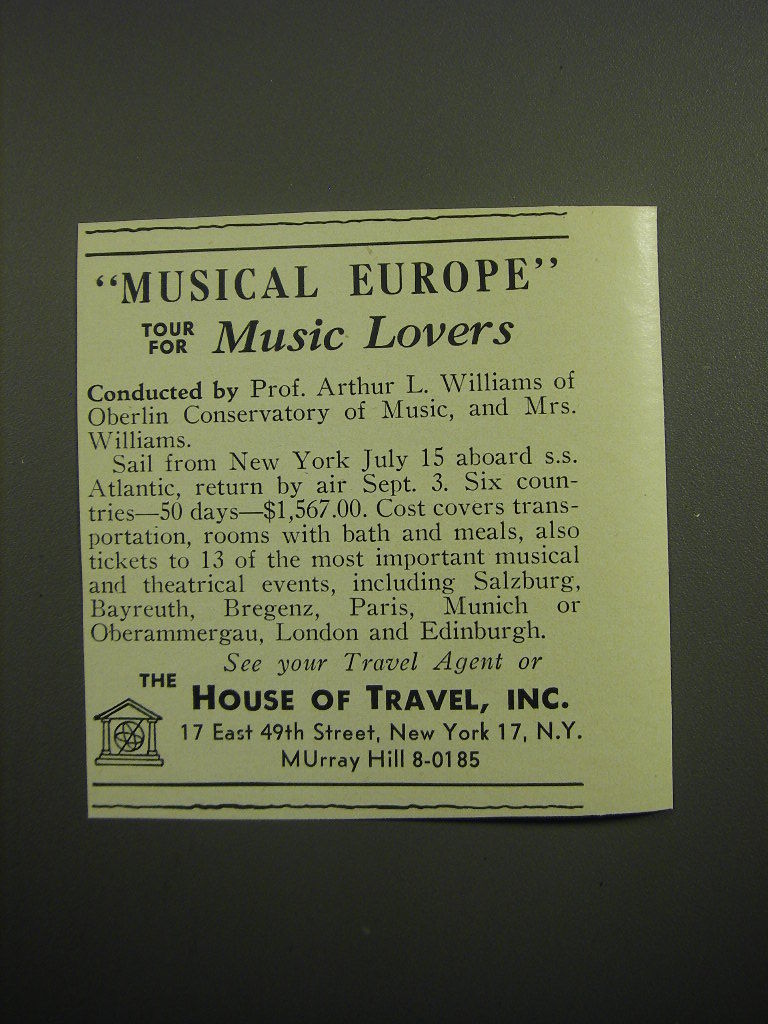 “MUSICAL EUROPE”
TOUR FOR Music Lovers
Conducted by Prof. Arthur L. Williams of
Oberlin Conservatory of Music, and Mrs.
Williams.
Sail from New York July 15 aboard s.s.
Atlantic, return by air Sept. 3. Six coun-
tries—50 days—$1,567.00. Cost covers trans-
portation, rooms with bath and meals, also
tickets to 13 of the most important musical
and theatrical events, including Salzburg,
Bayreuth, Bregenz, Paris, Munich or
Oberammergau, London and Edinburgh.
See your Travel Agent or
THE HOUSE OF TRAVEL, INC.
17 East 49th Street, New York 17, N.Y.
MUrray Hill 8-0185